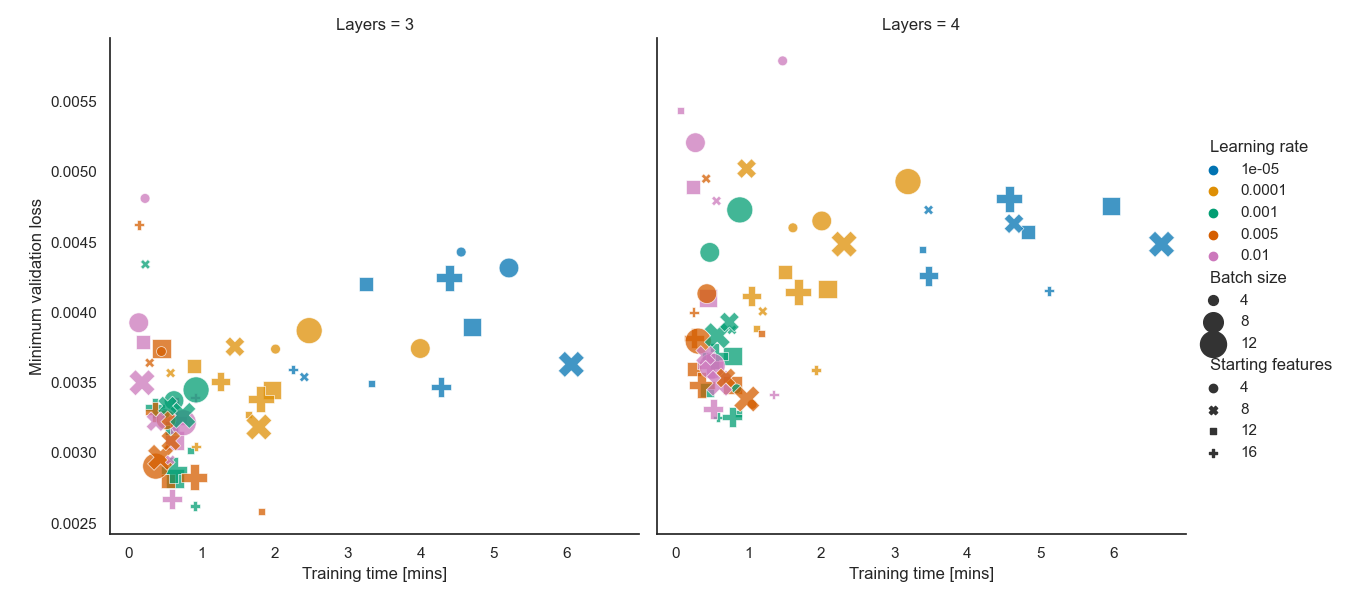 Layers = 3
Layers = 4
Minimum validation loss
0.0055
0.0050
0.0045
0.0040
0.0035
0.0030
0.0025
0 1 2 3 4 5 6
0 1 2 3 4 5 6
Training time [mins]
Training time [mins]
Learning rate
1e-05
0.0001
0.001
0.005
0.01
Batch size
4
8
12
Starting features
4
8
12
16